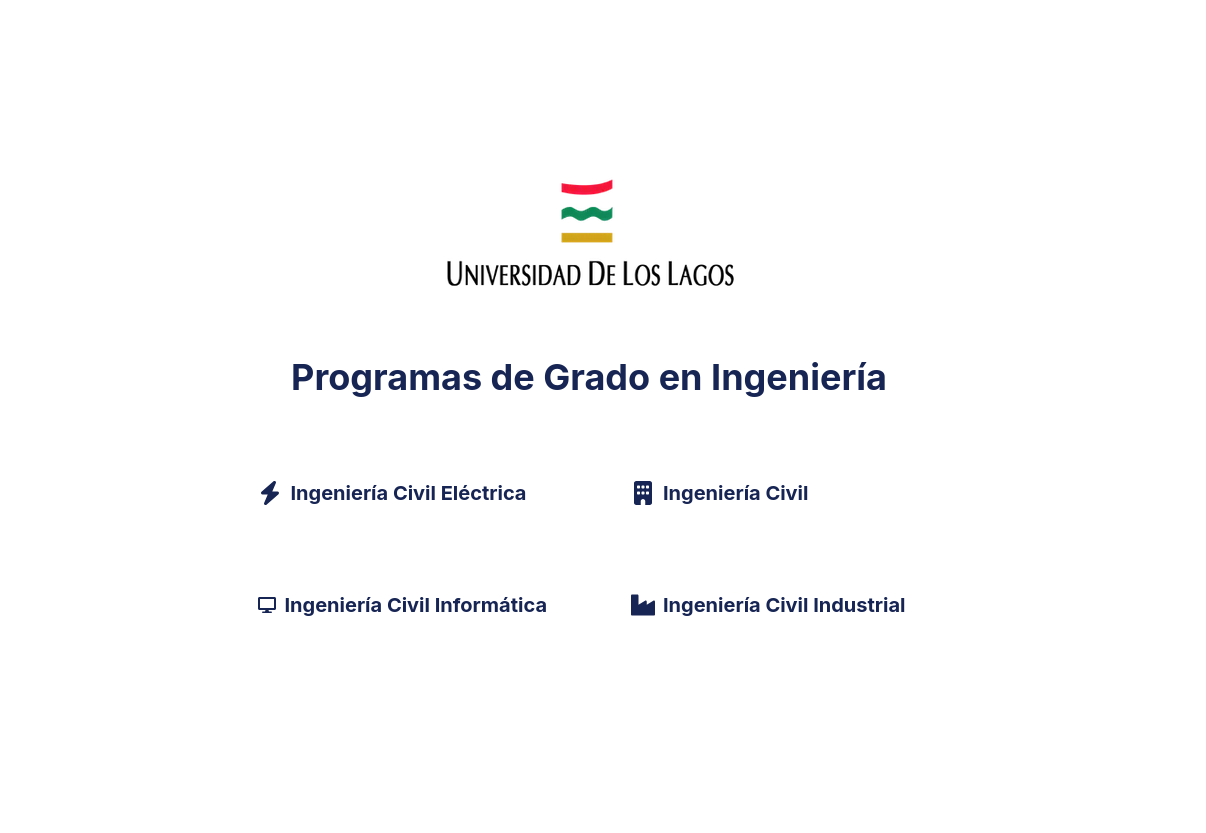 UNIVERSIDAD DE LOS LAGOS
Programas de Grado en Ingeniería
Ingeniería Civil Eléctrica
Ingeniería Civil
Ingeniería Civil Informática
Ingeniería Civil Industrial